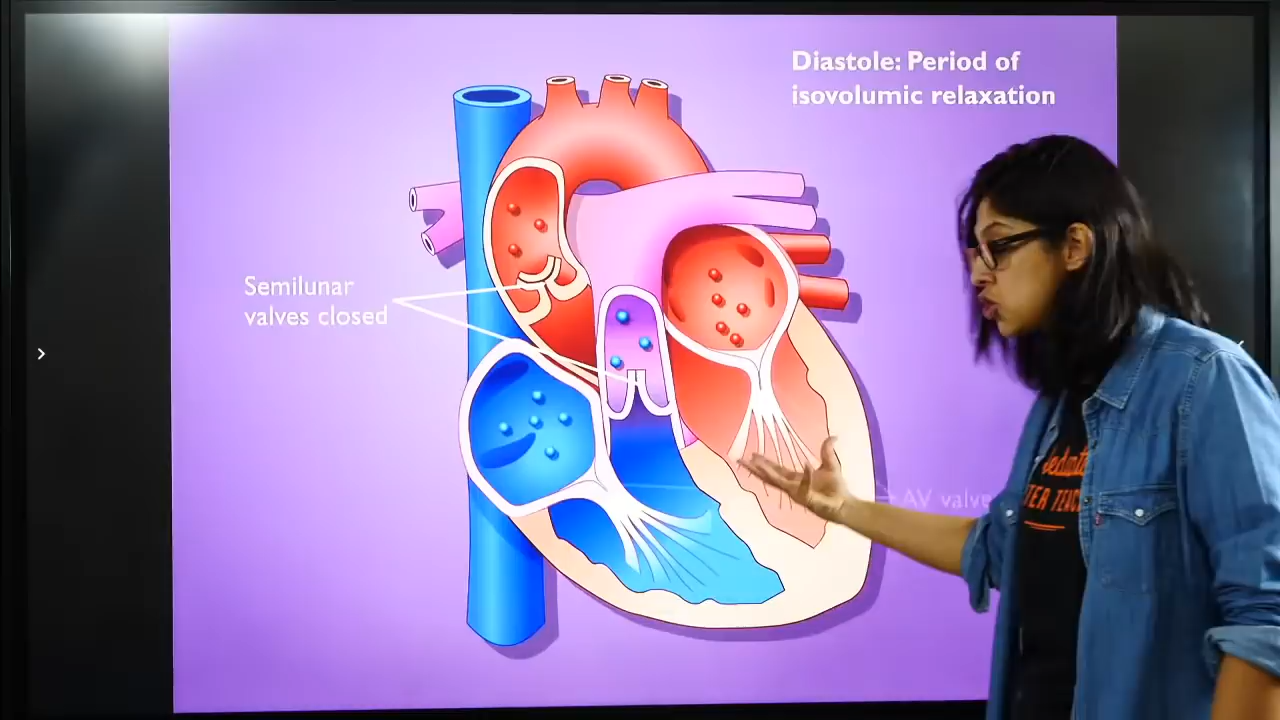 Diastole: Period of
isovolumic relaxation
Semilunar
valves closed
AV valve